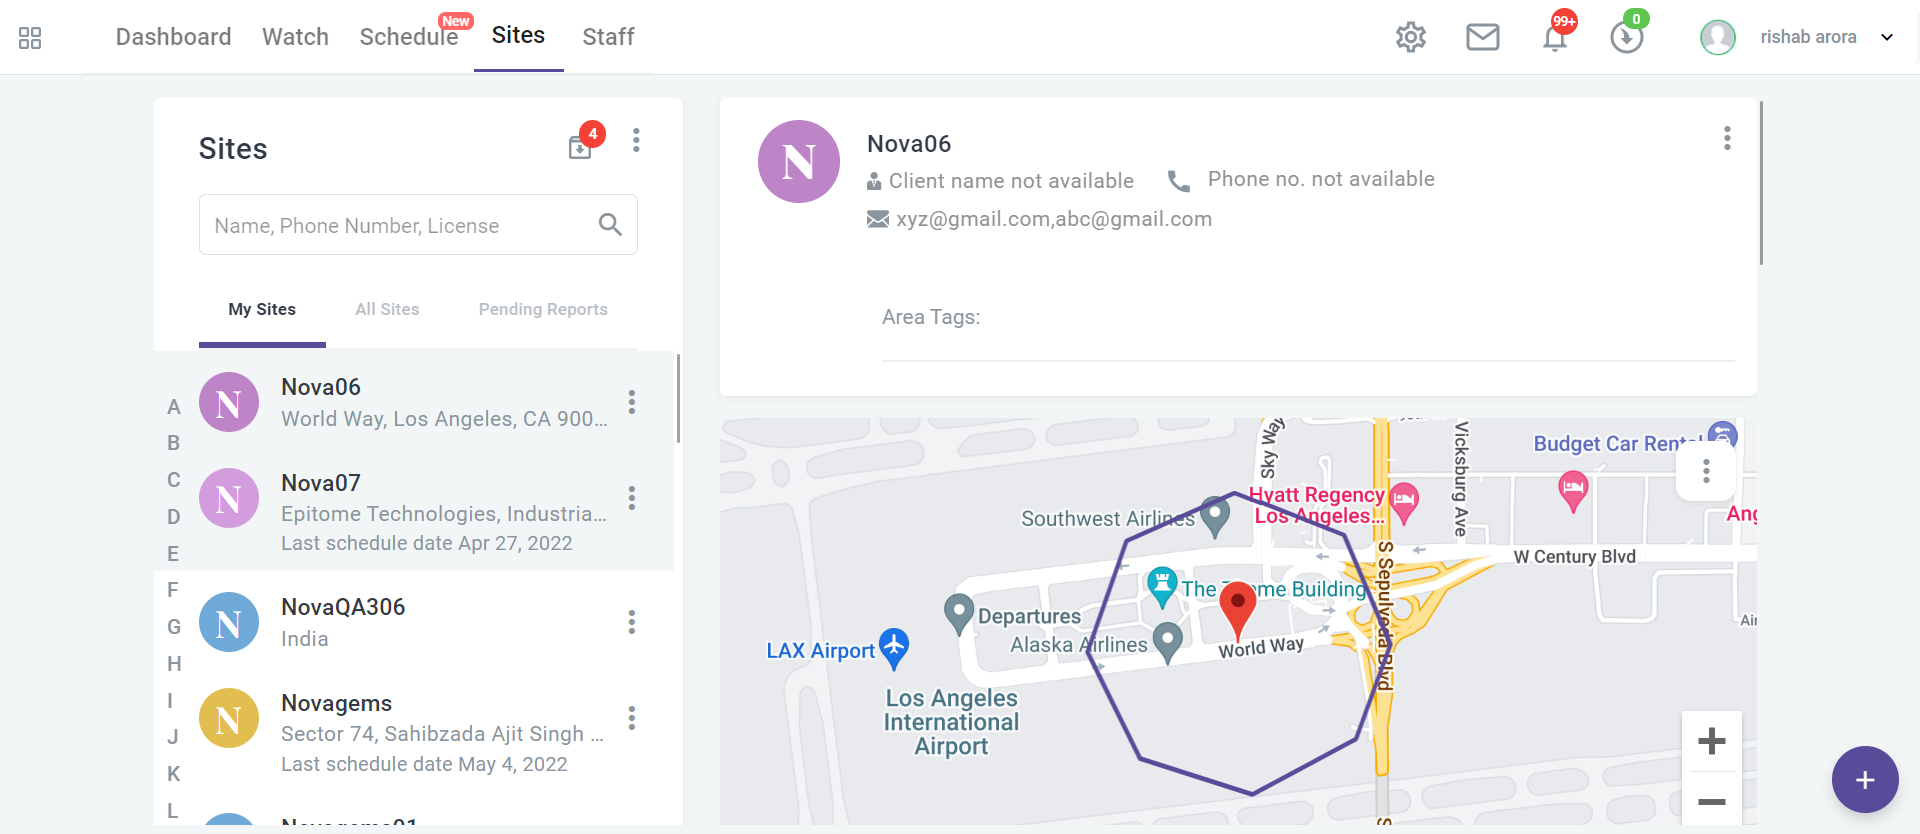 Dashboard
Watch
Schedule
New
Sites
Staff
99+
0
rishab arora
Sites
4
Name, Phone Number, License
My Sites
All Sites
Pending Reports
A
B
C
D
E
F
G
H
I
J
K
L
N
Nova06
World Way, Los Angeles, CA 900...
N
Nova07
Epitome Technologies, Industria...
Last schedule date Apr 27, 2022
N
NovaQA306
India
N
Novagems
Sector 74, Sahibzada Ajit Singh ...
Last schedule date May 4, 2022
N
Nova06
Client name not available
Phone no. not available
xyz@gmail.com,abc@gmail.com
Area Tags:
Sky Way
Vicksburg Ave
Budget Car Rental
Hyatt Regency
Los Angeles...
Southwest Airlines
Ang
S Sepulveda Blvd
W Century Blvd
The Theme Building
Departures
Alaska Airlines
World Way
LAX Airport
Los Angeles
International
Airport
Air
+
−
+